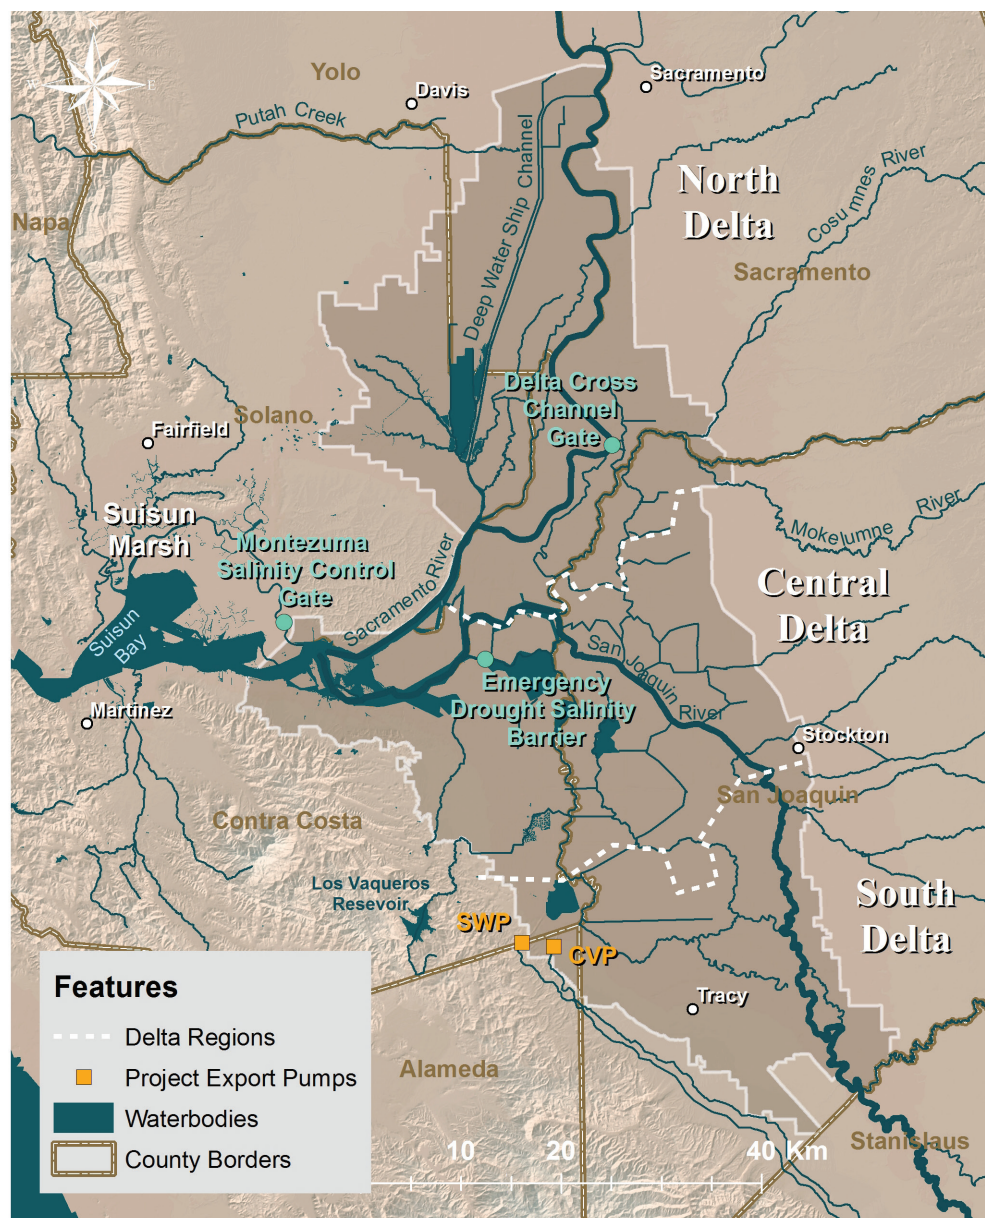 Yolo
Davis
Sacramento
Putah Creek
Deep Water Ship Channel
Cosumnes River
North
Delta
Napa
Sacramento
Delta Cross
Channel
Gate
Solano
Fairfield
Suisun
Marsh
Montezuma
Salinity Control
Gate
Sacramento River
Mokelumne River
Central
Delta
Suisun
Bay
San Joaquin River
Emergency
Drought Salinity
Barrier
Martinez
Stockton
San Joaquin
Contra Costa
Los Vaqueros
Resevoir
SWP
CVP
South
Delta
Tracy
Alameda
Stanislaus
Features
Delta Regions
Project Export Pumps
Waterbodies
County Borders
10 20 40 Km
E